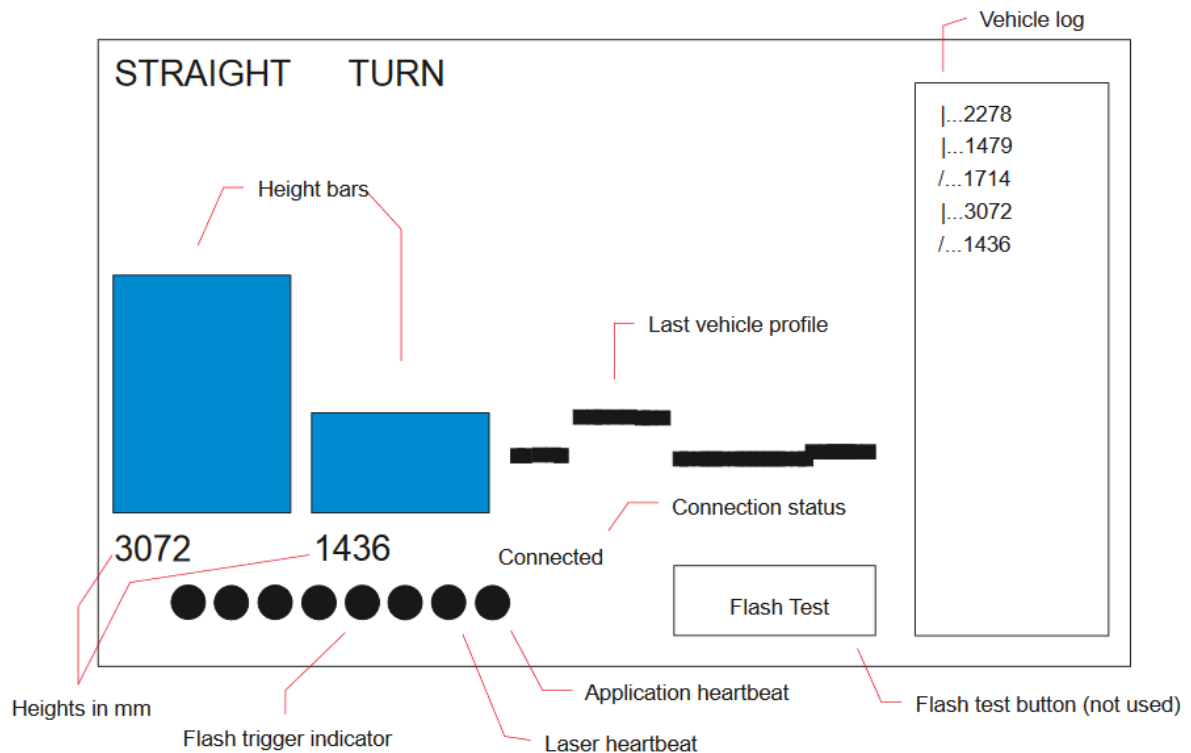 Vehicle log
STRAIGHT TURN
|...2278
|...1479
/...1714
|...3072
/...1436
Height bars
Last vehicle profile
Connection status
3072 1436
Connected
Flash Test
Application heartbeat
Flash test button (not used)
Heights in mm
Flash trigger indicator
Laser heartbeat